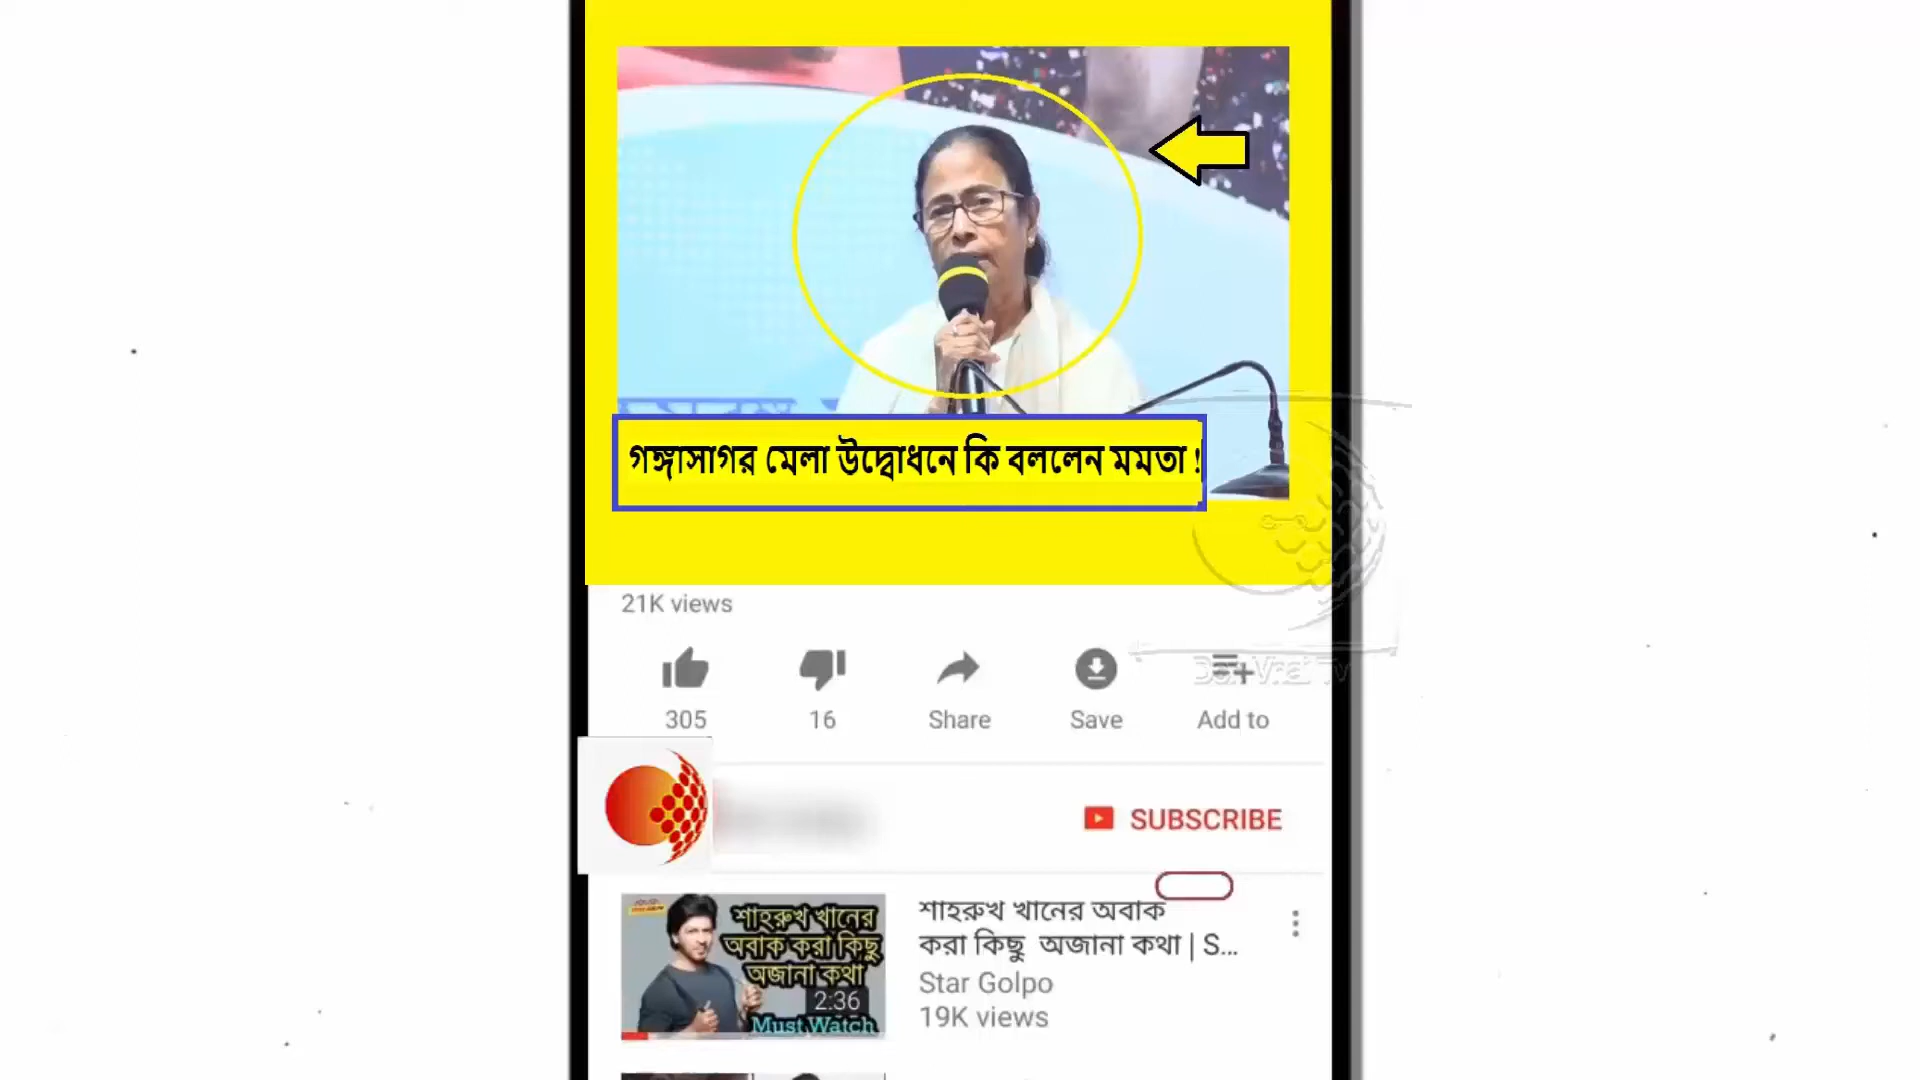 গঙ্গাসাগর মেলা উদ্বোধনে কি বললেন মমতা !
21K views
305
16
Share
Save
Add to
SUBSCRIBE
শাহরুখ খানের
অবাক করা কিছু
অজানা কথা
2:36
Must Watch
শাহরুখ খানের অবাক
করা কিছু অজানা কথা | S...
Star Golpo
19K views